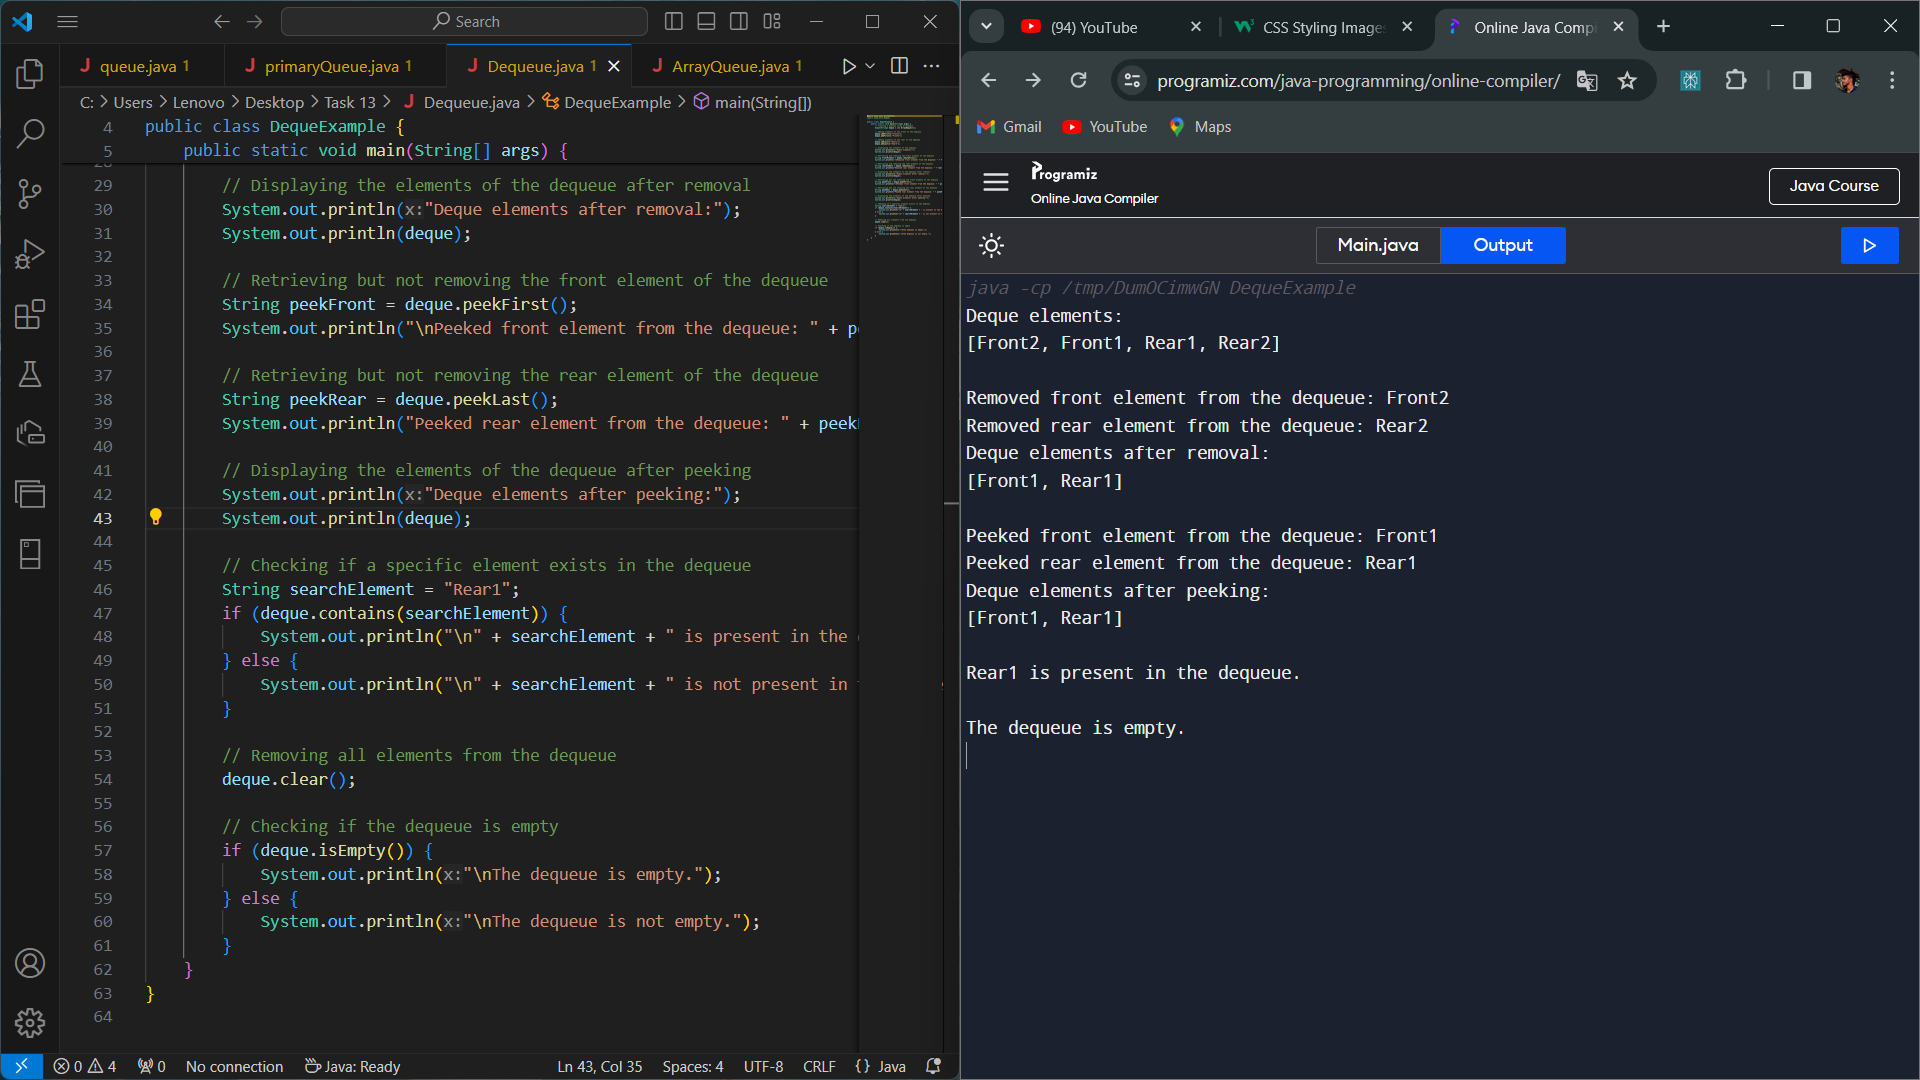 Search
queue.java 1
primaryQueue.java 1
Dequeue.java 1
ArrayQueue.java 1
C: > Users > Lenovo > Desktop > Task 13 > Dequeue.java > DequeExample > main(String[])
4 public class DequeExample {
5 public static void main(String[] args) {
29 // Displaying the elements of the dequeue after removal
30 System.out.println(x:"Deque elements after removal:");
31 System.out.println(deque);
32
33 // Retrieving but not removing the front element of the dequeue
34 String peekFront = deque.peekFirst();
35 System.out.println("\nPeeked front element from the dequeue: " + p
36
37 // Retrieving but not removing the rear element of the dequeue
38 String peekRear = deque.peekLast();
39 System.out.println("Peeked rear element from the dequeue: " + peek
40
41 // Displaying the elements of the dequeue after peeking
42 System.out.println(x:"Deque elements after peeking:");
43 System.out.println(deque);
44
45 // Checking if a specific element exists in the dequeue
46 String searchElement = "Rear1";
47 if (deque.contains(searchElement)) {
48 System.out.println("\n" + searchElement + " is present in the
49 } else {
50 System.out.println("\n" + searchElement + " is not present in
51 }
52
53 // Removing all elements from the dequeue
54 deque.clear();
55
56 // Checking if the dequeue is empty
57 if (deque.isEmpty()) {
58 System.out.println(x:"\nThe dequeue is empty.");
59 } else {
60 System.out.println(x:"\nThe dequeue is not empty.");
61 }
62 }
63 }
64
0 4 0 No connection Java: Ready Ln 43, Col 35 Spaces: 4 UTF-8 CRLF {} Java
(94) YouTube
CSS Styling Images
Online Java Comp
programiz.com/java-programming/online-compiler/
Gmail YouTube Maps
Programiz
Online Java Compiler
Java Course
Main.java Output
java -cp /tmp/DumOCimwGN DequeExample
Deque elements:
[Front2, Front1, Rear1, Rear2]
Removed front element from the dequeue: Front2
Removed rear element from the dequeue: Rear2
Deque elements after removal:
[Front1, Rear1]
Peeked front element from the dequeue: Front1
Peeked rear element from the dequeue: Rear1
Deque elements after peeking:
[Front1, Rear1]
Rear1 is present in the dequeue.
The dequeue is empty.